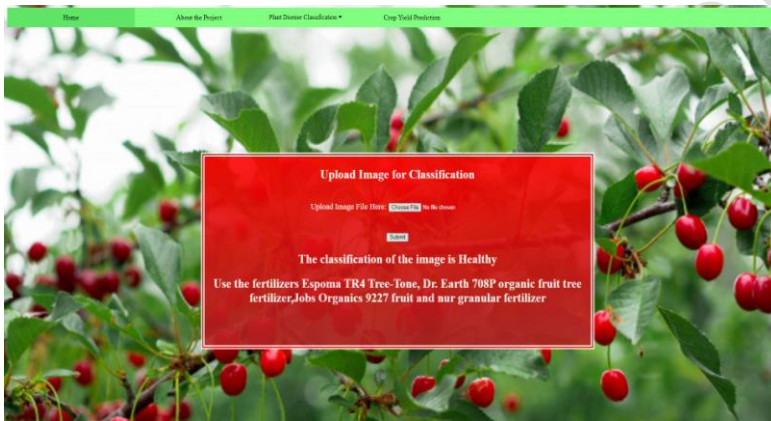 Home
About the Project
Plant Disease Classification ▾
Crop Yield Prediction
Upload Image for Classification
Upload Image File Here: Choose File No file chosen
Submit
The classification of the image is Healthy
Use the fertilizers Espoma TR4 Tree-Tone, Dr. Earth 708P organic fruit tree
fertilizer,Jobs Organics 9227 fruit and nur granular fertilizer